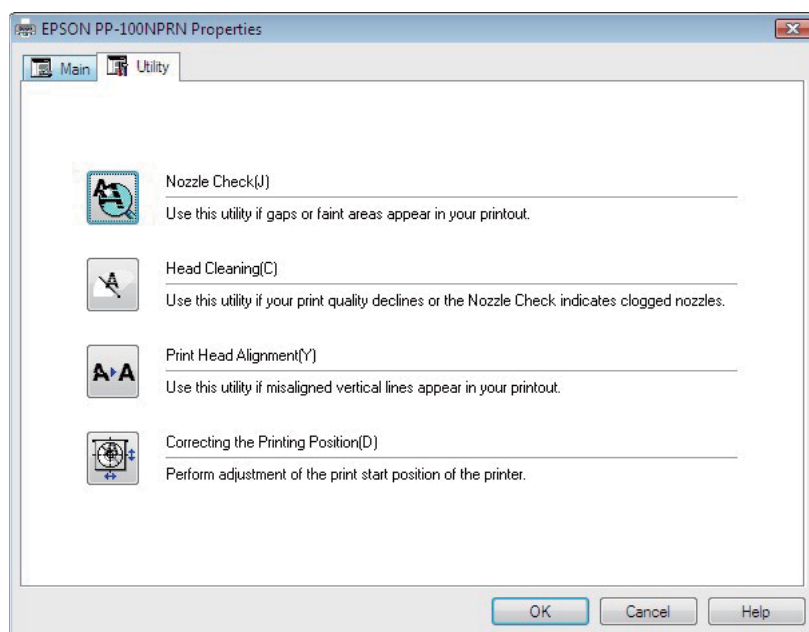 EPSON PP-100NPRN Properties
Main
Utility
Nozzle Check(J)
Use this utility if gaps or faint areas appear in your printout.
Head Cleaning(C)
Use this utility if your print quality declines or the Nozzle Check indicates clogged nozzles.
Print Head Alignment(Y)
Use this utility if misaligned vertical lines appear in your printout.
Correcting the Printing Position(D)
Perform adjustment of the print start position of the printer.
OK
Cancel
Help